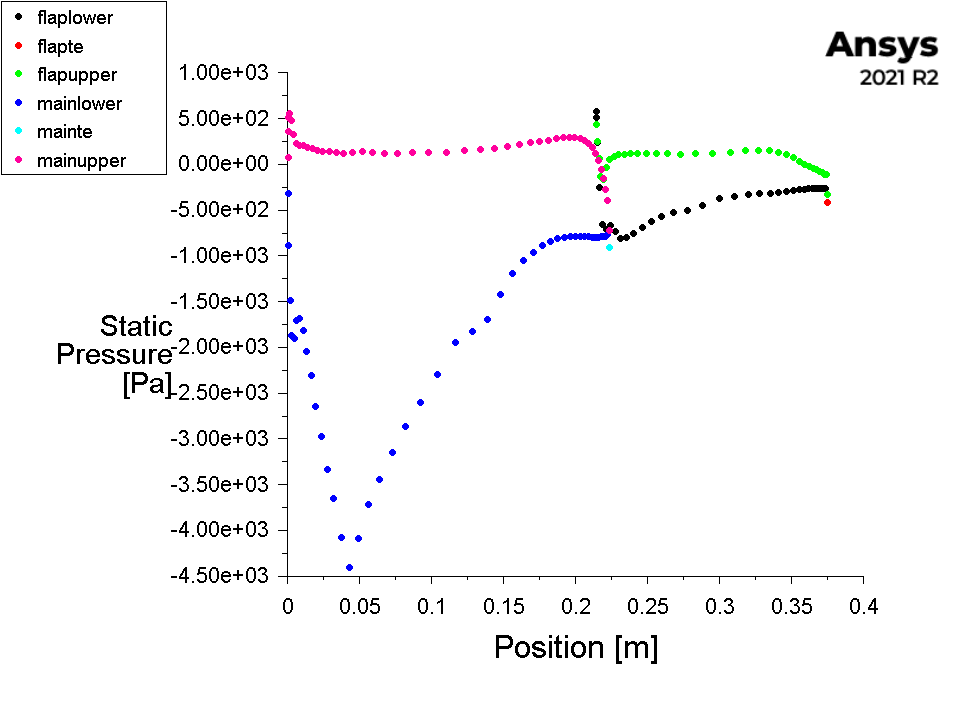 flaplower
flapte
flapupper
mainlower
mainte
mainupper
Ansys
2021 R2
1.00e+03
5.00e+02
0.00e+00
-5.00e+02
-1.00e+03
-1.50e+03
-2.00e+03
-2.50e+03
-3.00e+03
-3.50e+03
-4.00e+03
-4.50e+03
Static
Pressure
[Pa]
0 0.05 0.1 0.15 0.2 0.25 0.3 0.35 0.4
Position [m]